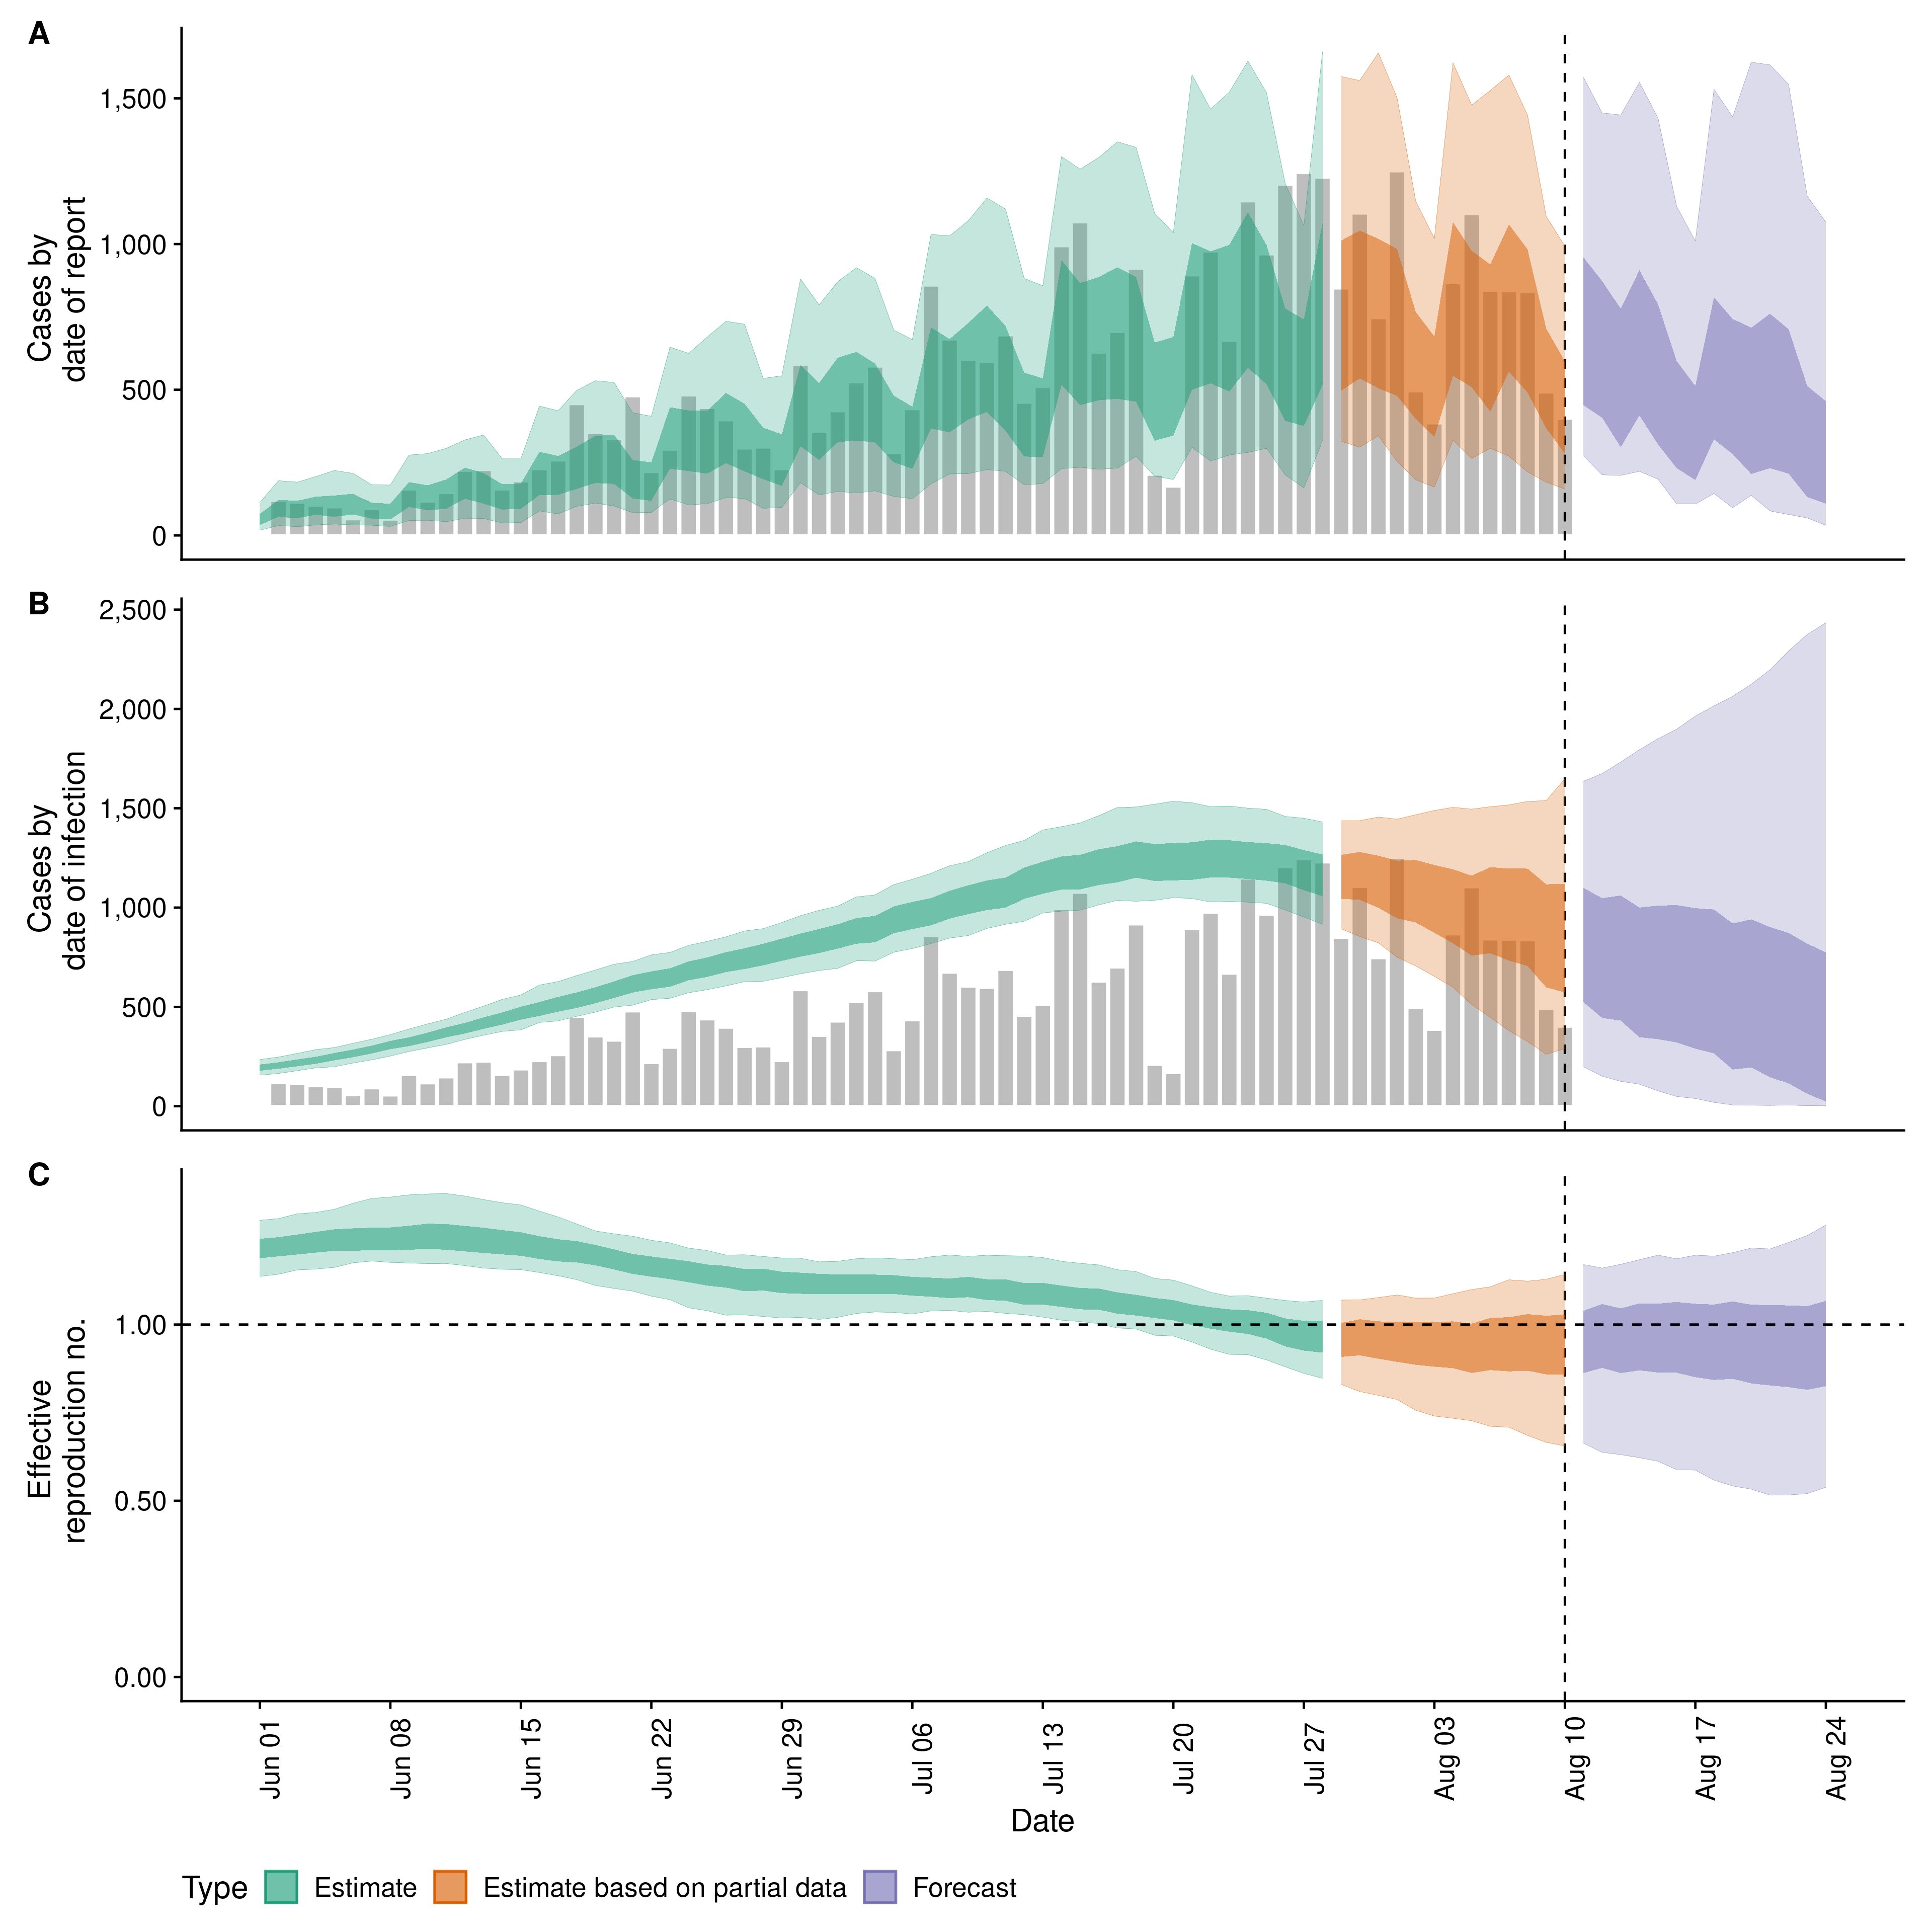 A
1,500
1,000
500
0
Cases by
date of report
B
2,500
2,000
1,500
1,000
500
0
Cases by
date of infection
C
1.00
0.50
0.00
Effective
reproduction no.
Jun 01
Jun 08
Jun 15
Jun 22
Jun 29
Jul 06
Jul 13
Jul 20
Jul 27
Aug 03
Aug 10
Aug 17
Aug 24
Date
Type Estimate Estimate based on partial data Forecast